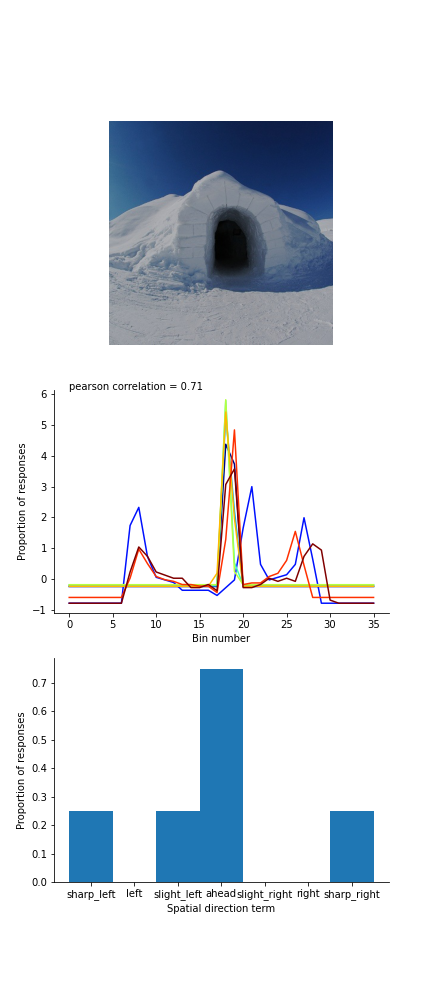 pearson correlation = 0.71
6
5
4
3
2
1
0
−1
Proportion of responses
0 5 10 15 20 25 30 35
Bin number
0.7
0.6
0.5
0.4
0.3
0.2
0.1
0.0
Proportion of responses
sharp_left left slight_left ahead slight_right right sharp_right
Spatial direction term